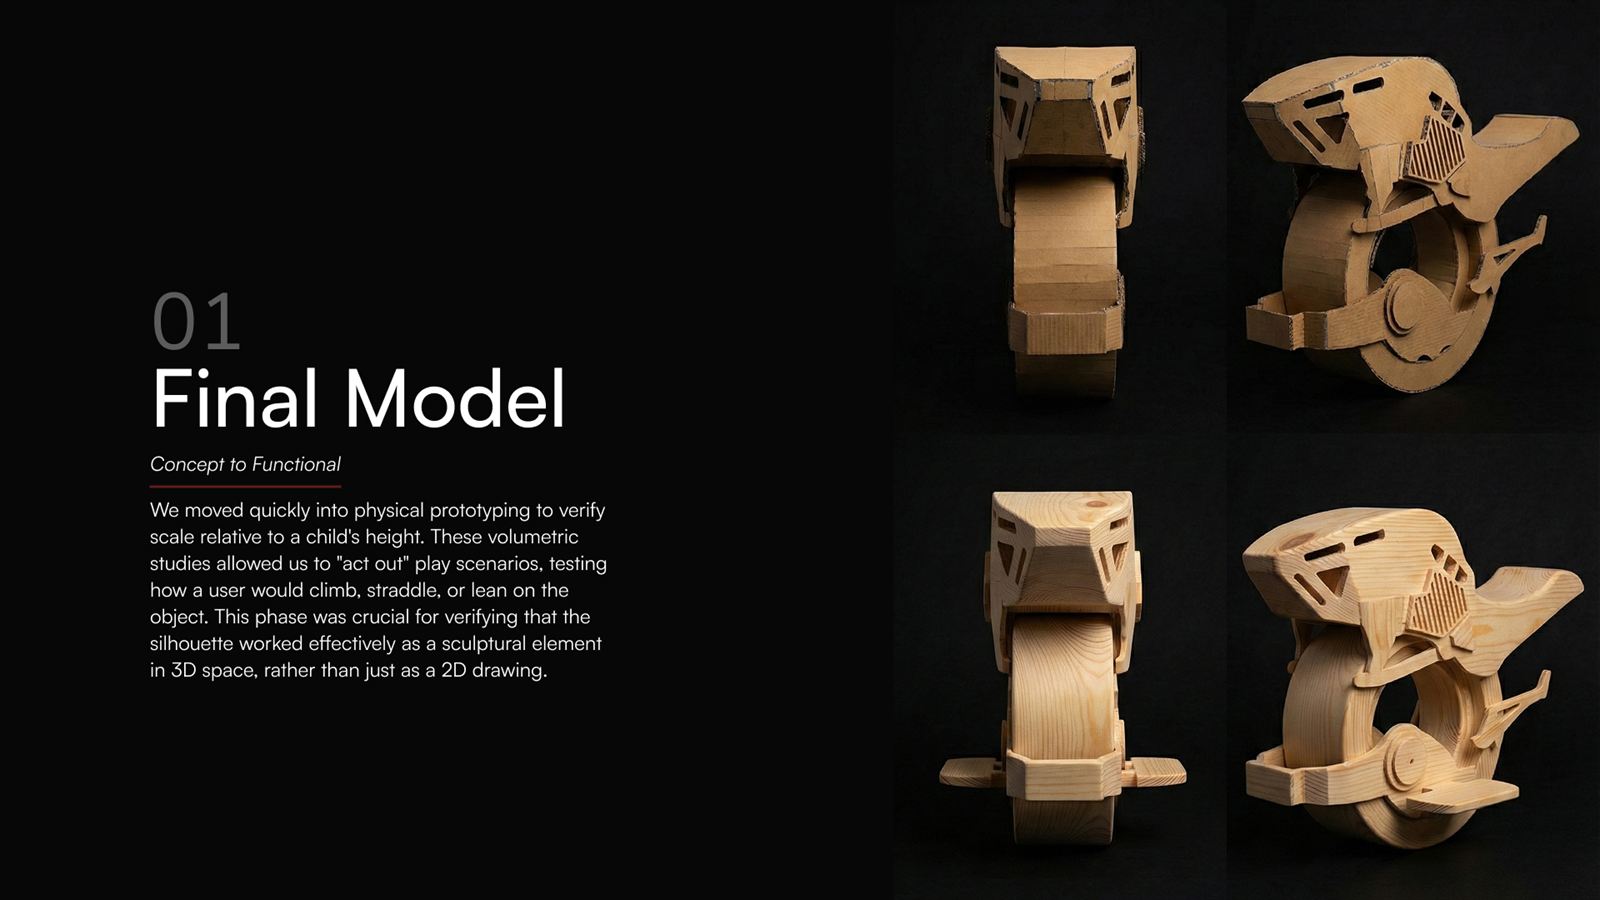 01
Final Model
Concept to Functional
We moved quickly into physical prototyping to verify
scale relative to a child's height. These volumetric
studies allowed us to "act out" play scenarios, testing
how a user would climb, straddle, or lean on the
object. This phase was crucial for verifying that the
silhouette worked effectively as a sculptural element
in 3D space, rather than just as a 2D drawing.